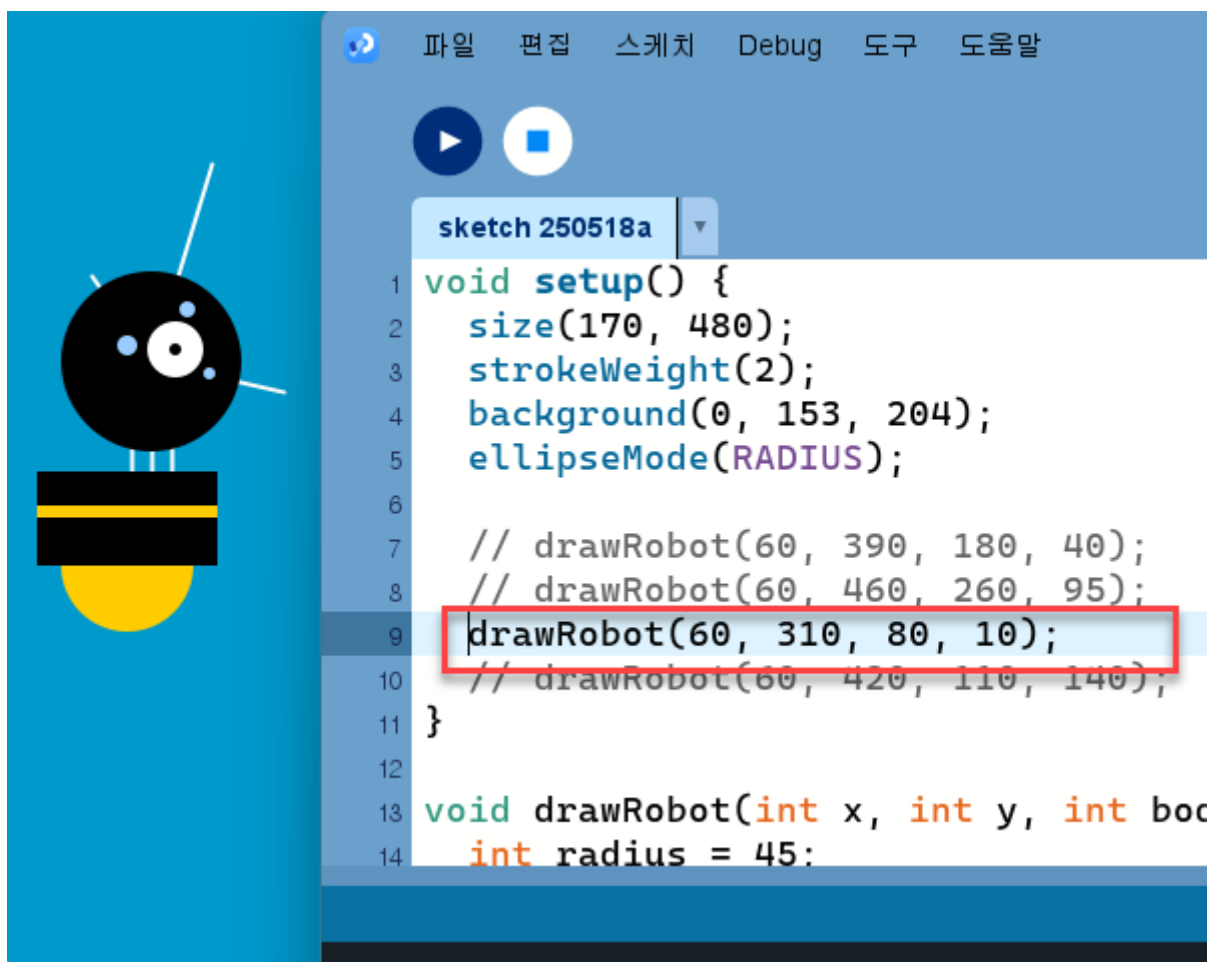 파일 편집 스케치 Debug 도구 도움말
sketch 250518a ▼
1 void setup() {
2 size(170, 480);
3 strokeWeight(2);
4 background(0, 153, 204);
5 ellipseMode(RADIUS);
6
7 // drawRobot(60, 390, 180, 40);
8 // drawRobot(60, 460, 260, 95);
9 drawRobot(60, 310, 80, 10);
10 // drawRobot(60, 420, 110, 140);
11 }
12
13 void drawRobot(int x, int y, int bod
14 int radius = 45;